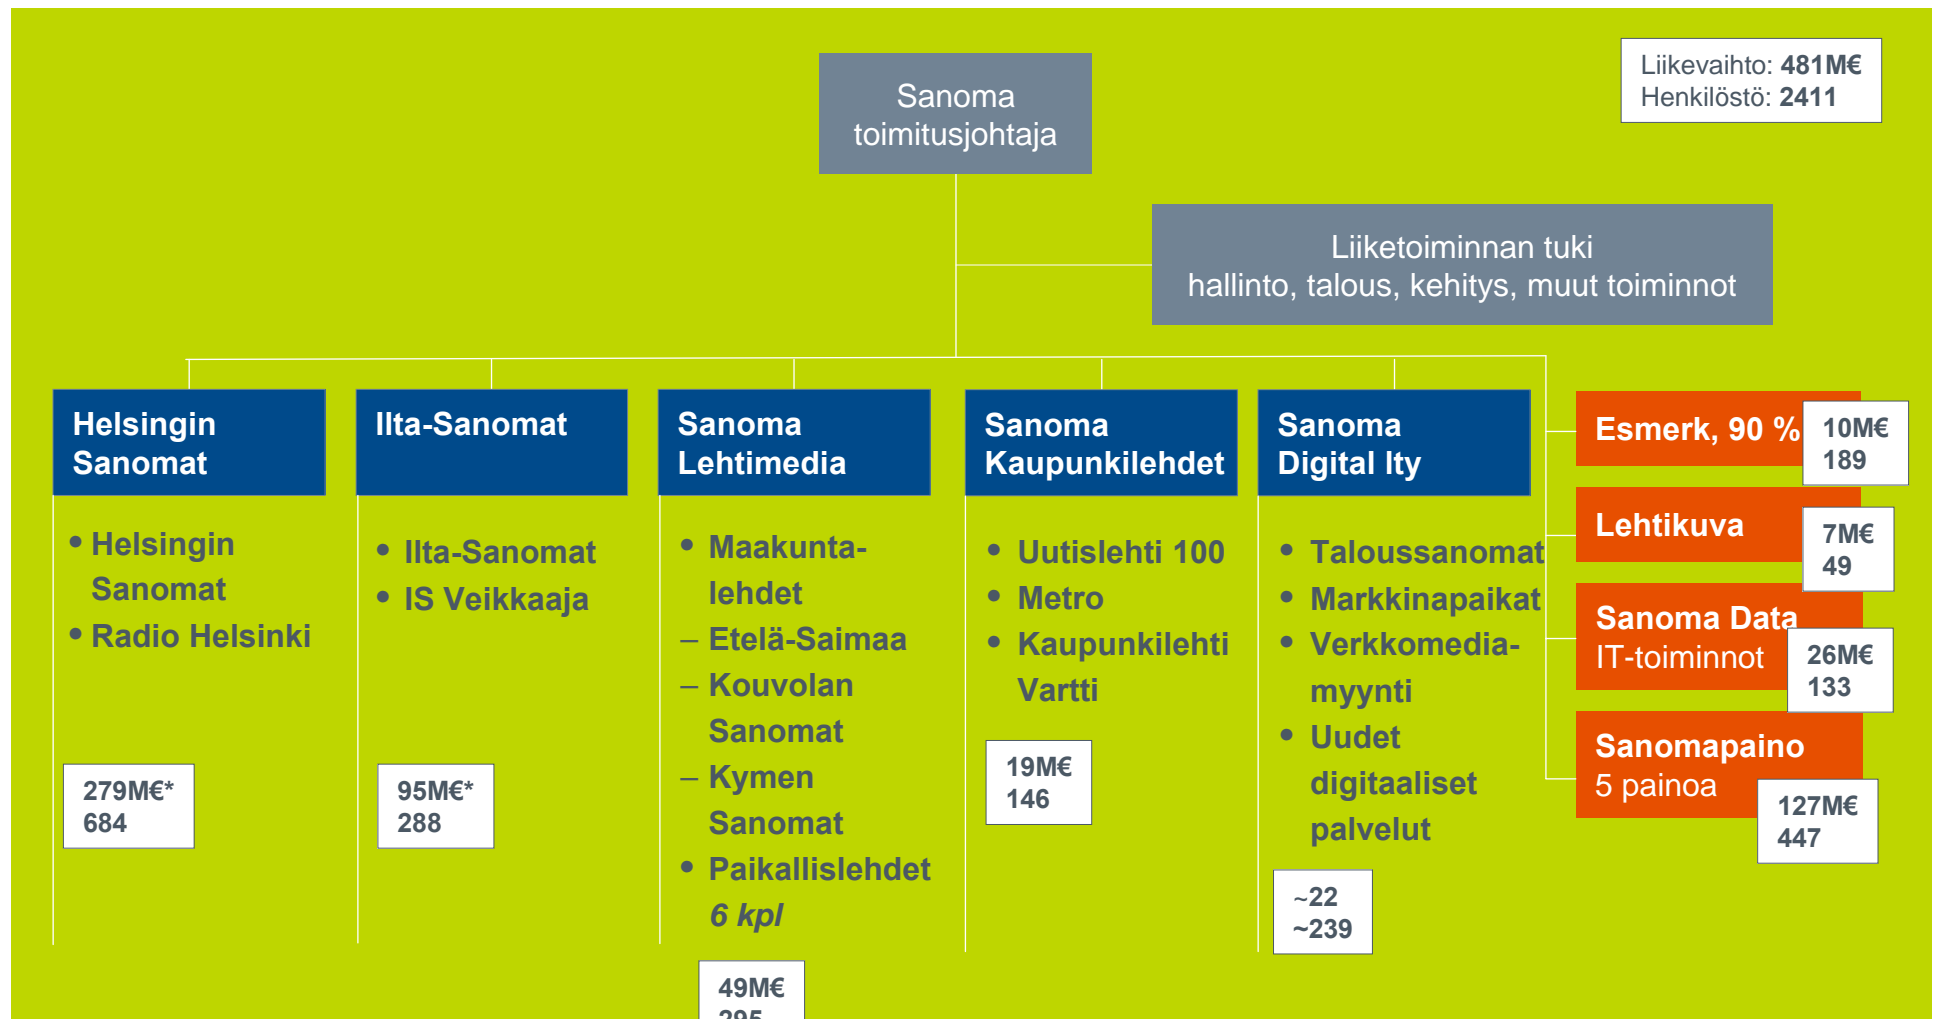 Sanoma
toimitusjohtaja
Liikevaihto: 481M€
Henkilöstö: 2411
Liiketoiminnan tuki
hallinto, talous, kehitys, muut toiminnot
Helsingin
Sanomat
• Helsingin
Sanomat
• Radio Helsinki
279M€*
684
Ilta-Sanomat
• Ilta-Sanomat
• IS Veikkaaja
95M€*
288
Sanoma
Lehtimedia
• Maakunta-
lehdet
– Etelä-Saimaa
– Kouvolan
Sanomat
– Kymen
Sanomat
• Paikallislehdet
6 kpl
49M€
295
Sanoma
Kaupunkilehdet
• Uutislehti 100
• Metro
• Kaupunkilehti
Vartti
19M€
146
Sanoma
Digital lty
• Taloussanomat
• Markkinapaikat
• Verkkomedia-
myynti
• Uudet
digitaaliset
palvelut
~22
~239
Esmerk, 90 %
10M€
189
Lehtikuva
7M€
49
Sanoma Data
IT-toiminnot
26M€
133
Sanomapaino
5 painoa
127M€
447